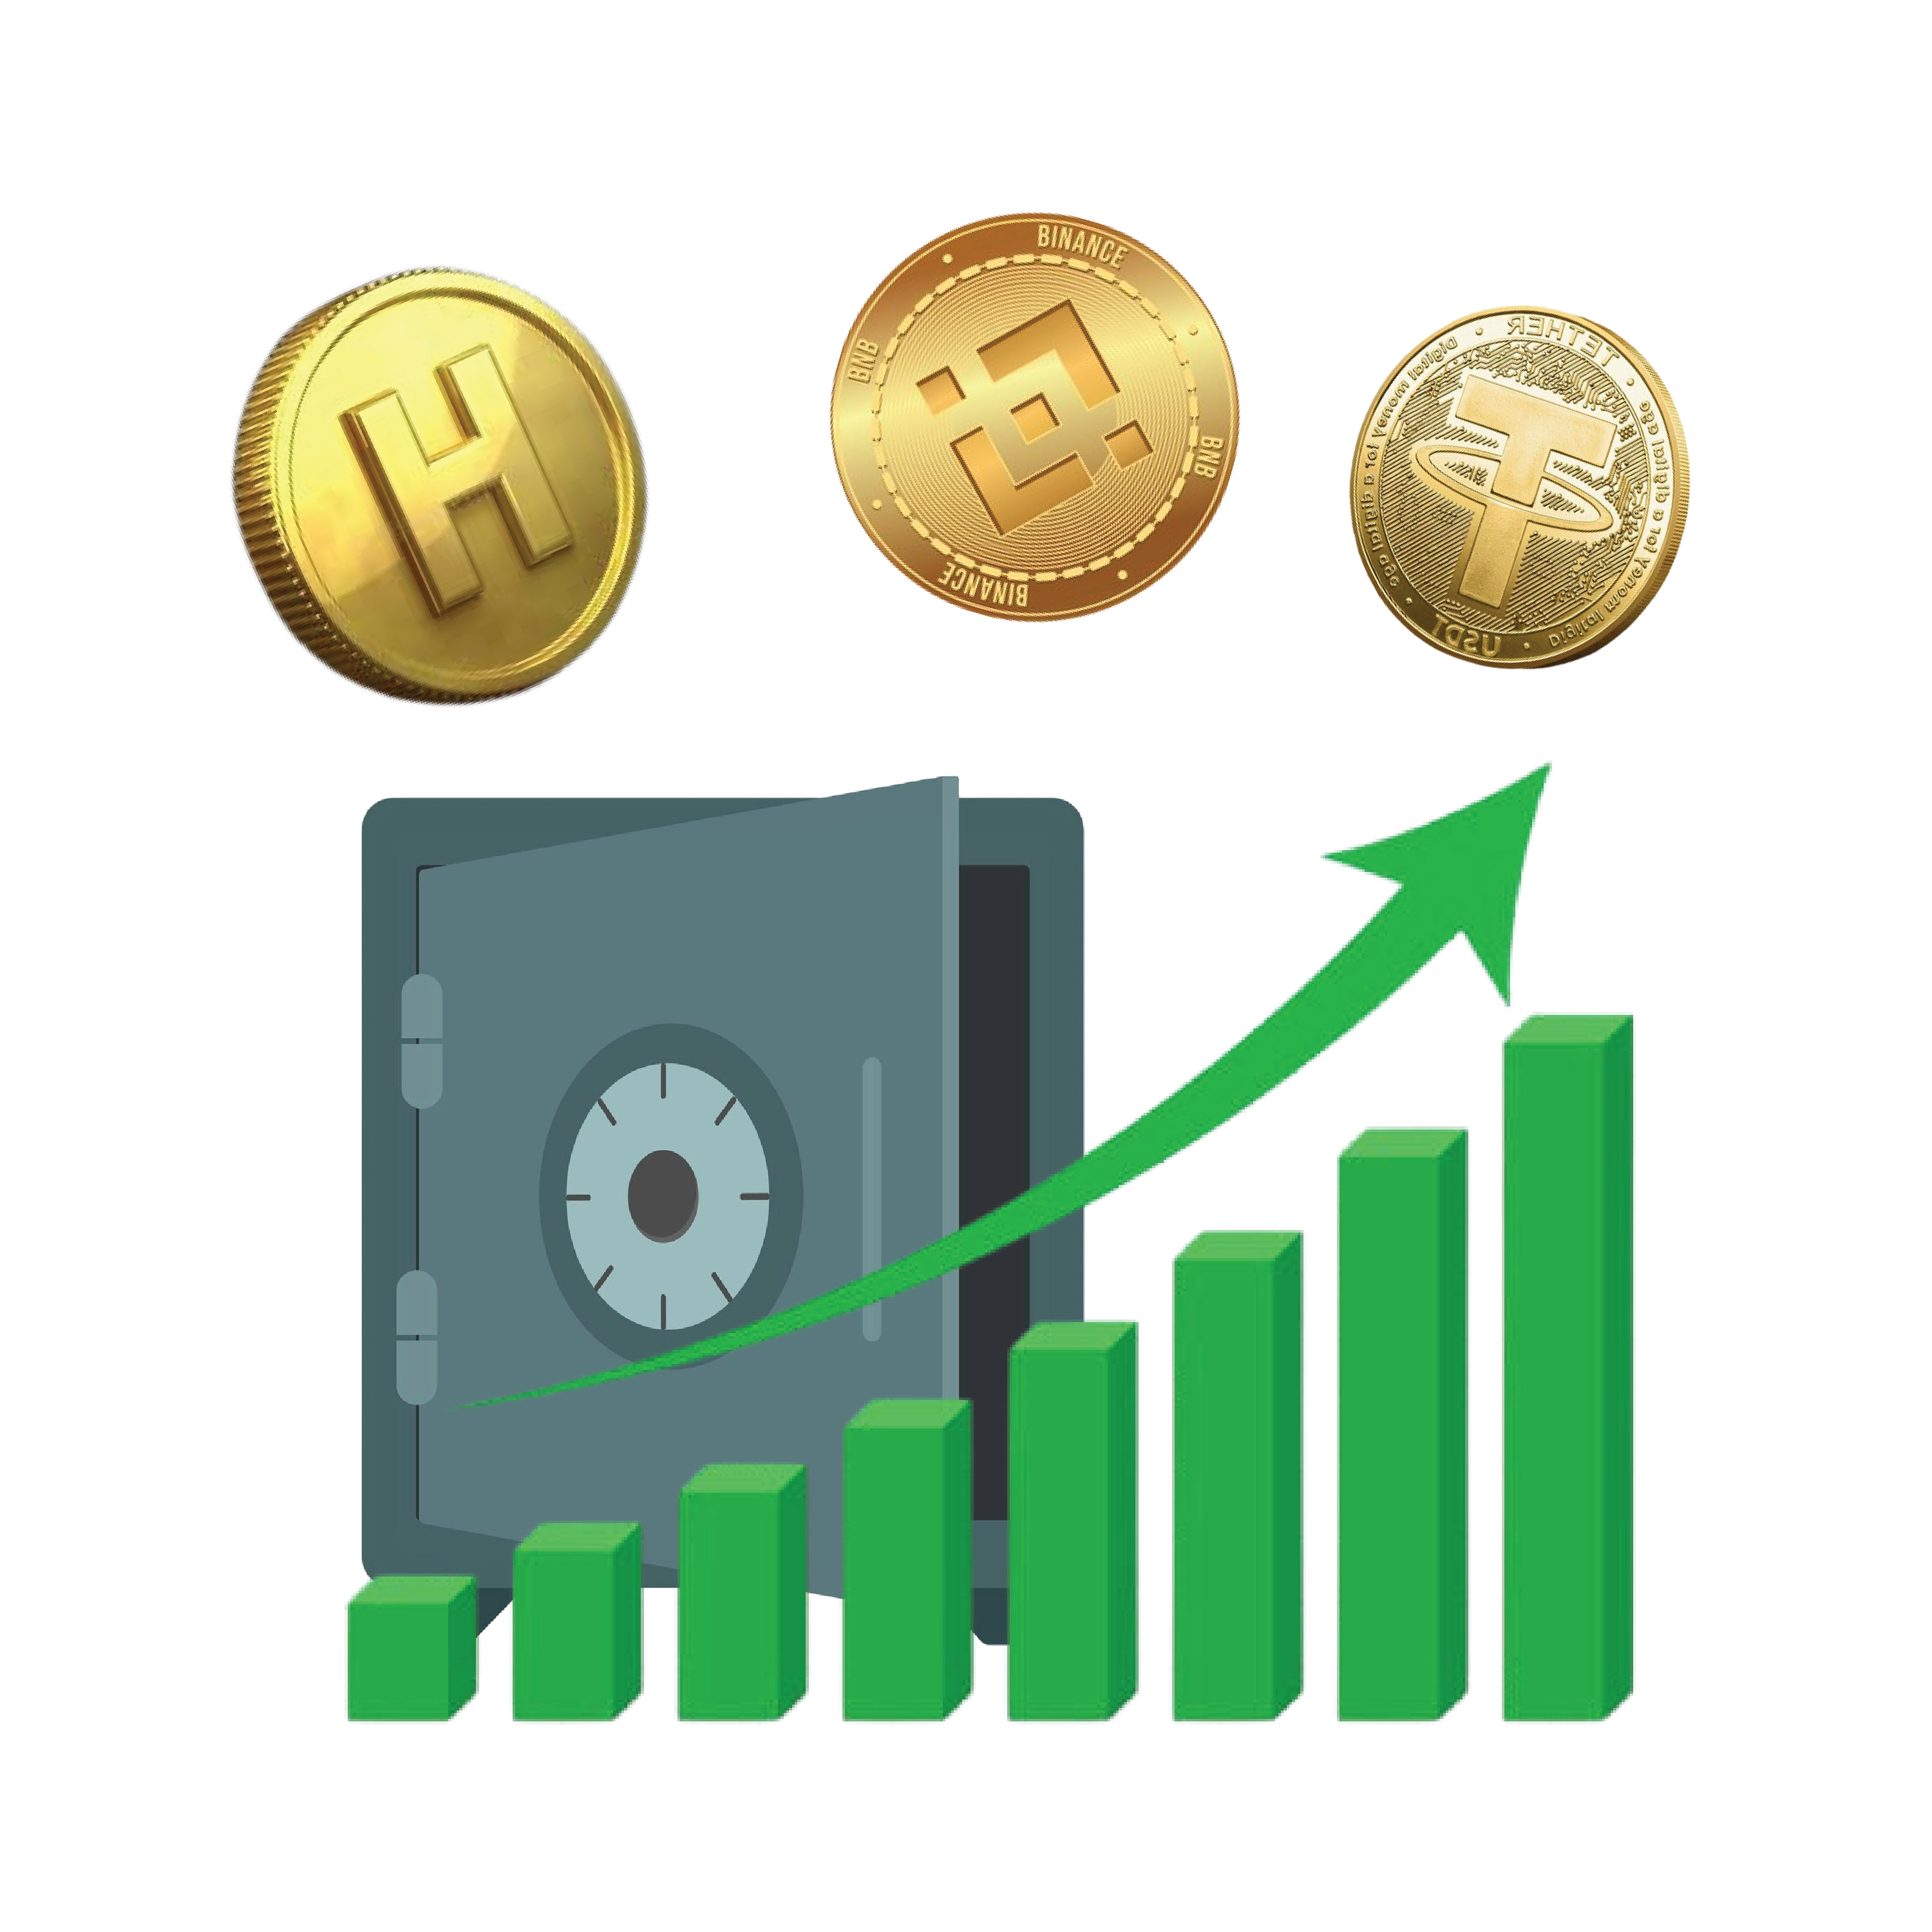 H
BINANCE
BNB
BNB
BINANCE
TETHER
Digital money for a digital age
Digital money for a digital age
USDT